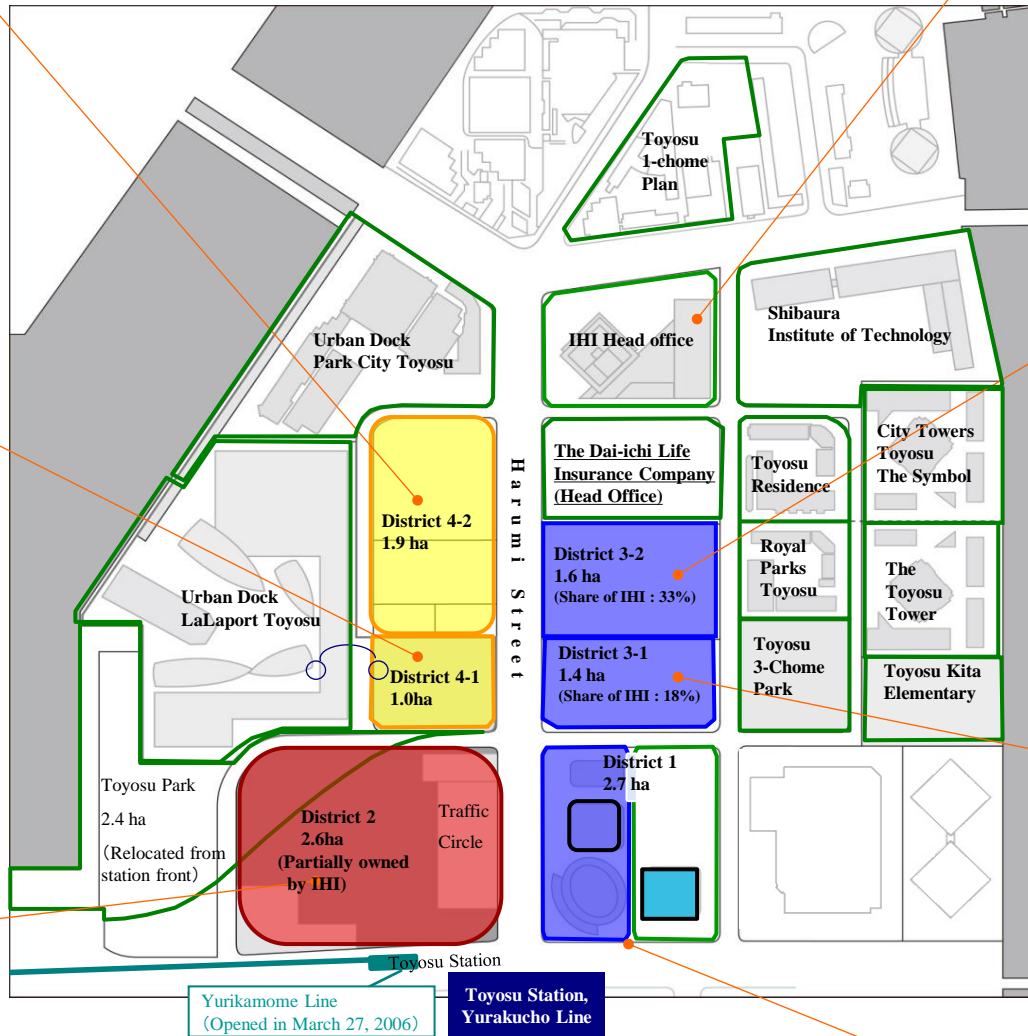 Toyosu
1-chome
Plan
Shibaura
Institute of Technology
IHI Head office
Urban Dock
Park City Toyosu
City Towers
Toyosu
The Symbol
The Dai-ichi Life
Insurance Company
(Head Office)
Toyosu
Residence
Harumi Street
District 4-2
1.9 ha
District 3-2
1.6 ha
(Share of IHI : 33%)
Royal
Parks
Toyosu
The
Toyosu
Tower
Urban Dock
LaLaport Toyosu
District 4-1
1.0ha
District 3-1
1.4 ha
(Share of IHI : 18%)
Toyosu
3-Chome
Park
Toyosu Kita
Elementary
District 1
2.7 ha
Toyosu Park
2.4 ha
（Relocated from
station front）
District 2
2.6ha
(Partially owned
by IHI)
Traffic
Circle
Toyosu Station
Yurikamome Line
（Opened in March 27, 2006）
Toyosu Station,
Yurakucho Line